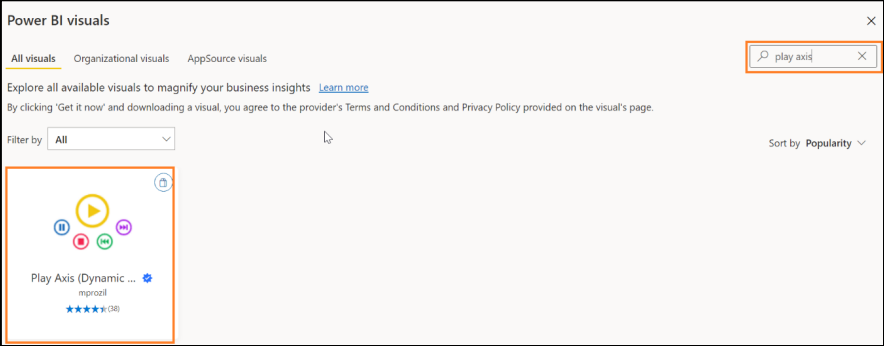 Power BI visuals
All visuals Organizational visuals AppSource visuals
play axis
Explore all available visuals to magnify your business insights Learn more
By clicking 'Get it now' and downloading a visual, you agree to the provider's Terms and Conditions and Privacy Policy provided on the visual's page.
Filter by All
Sort by Popularity
Play Axis (Dynamic ...
mprozil
(38)